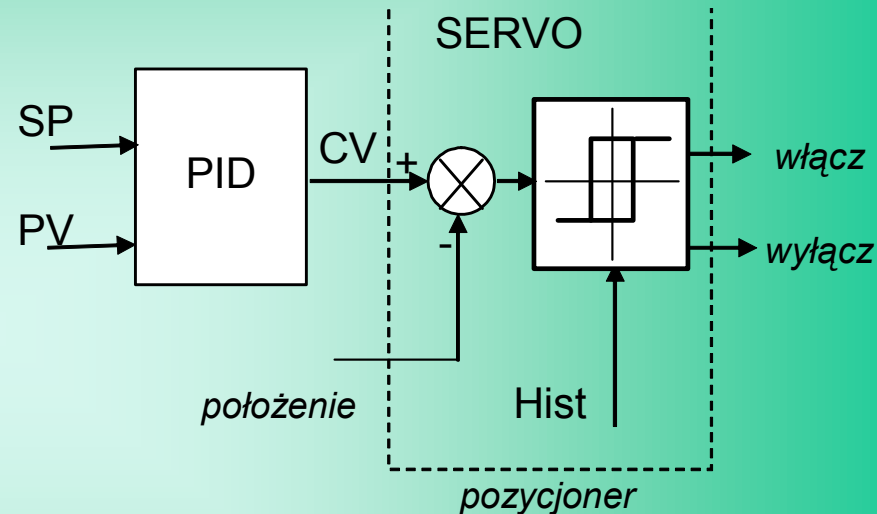 SERVO
SP
CV
+
włącz
PID
PV
-
wyłącz
położenie
Hist
pozycjoner